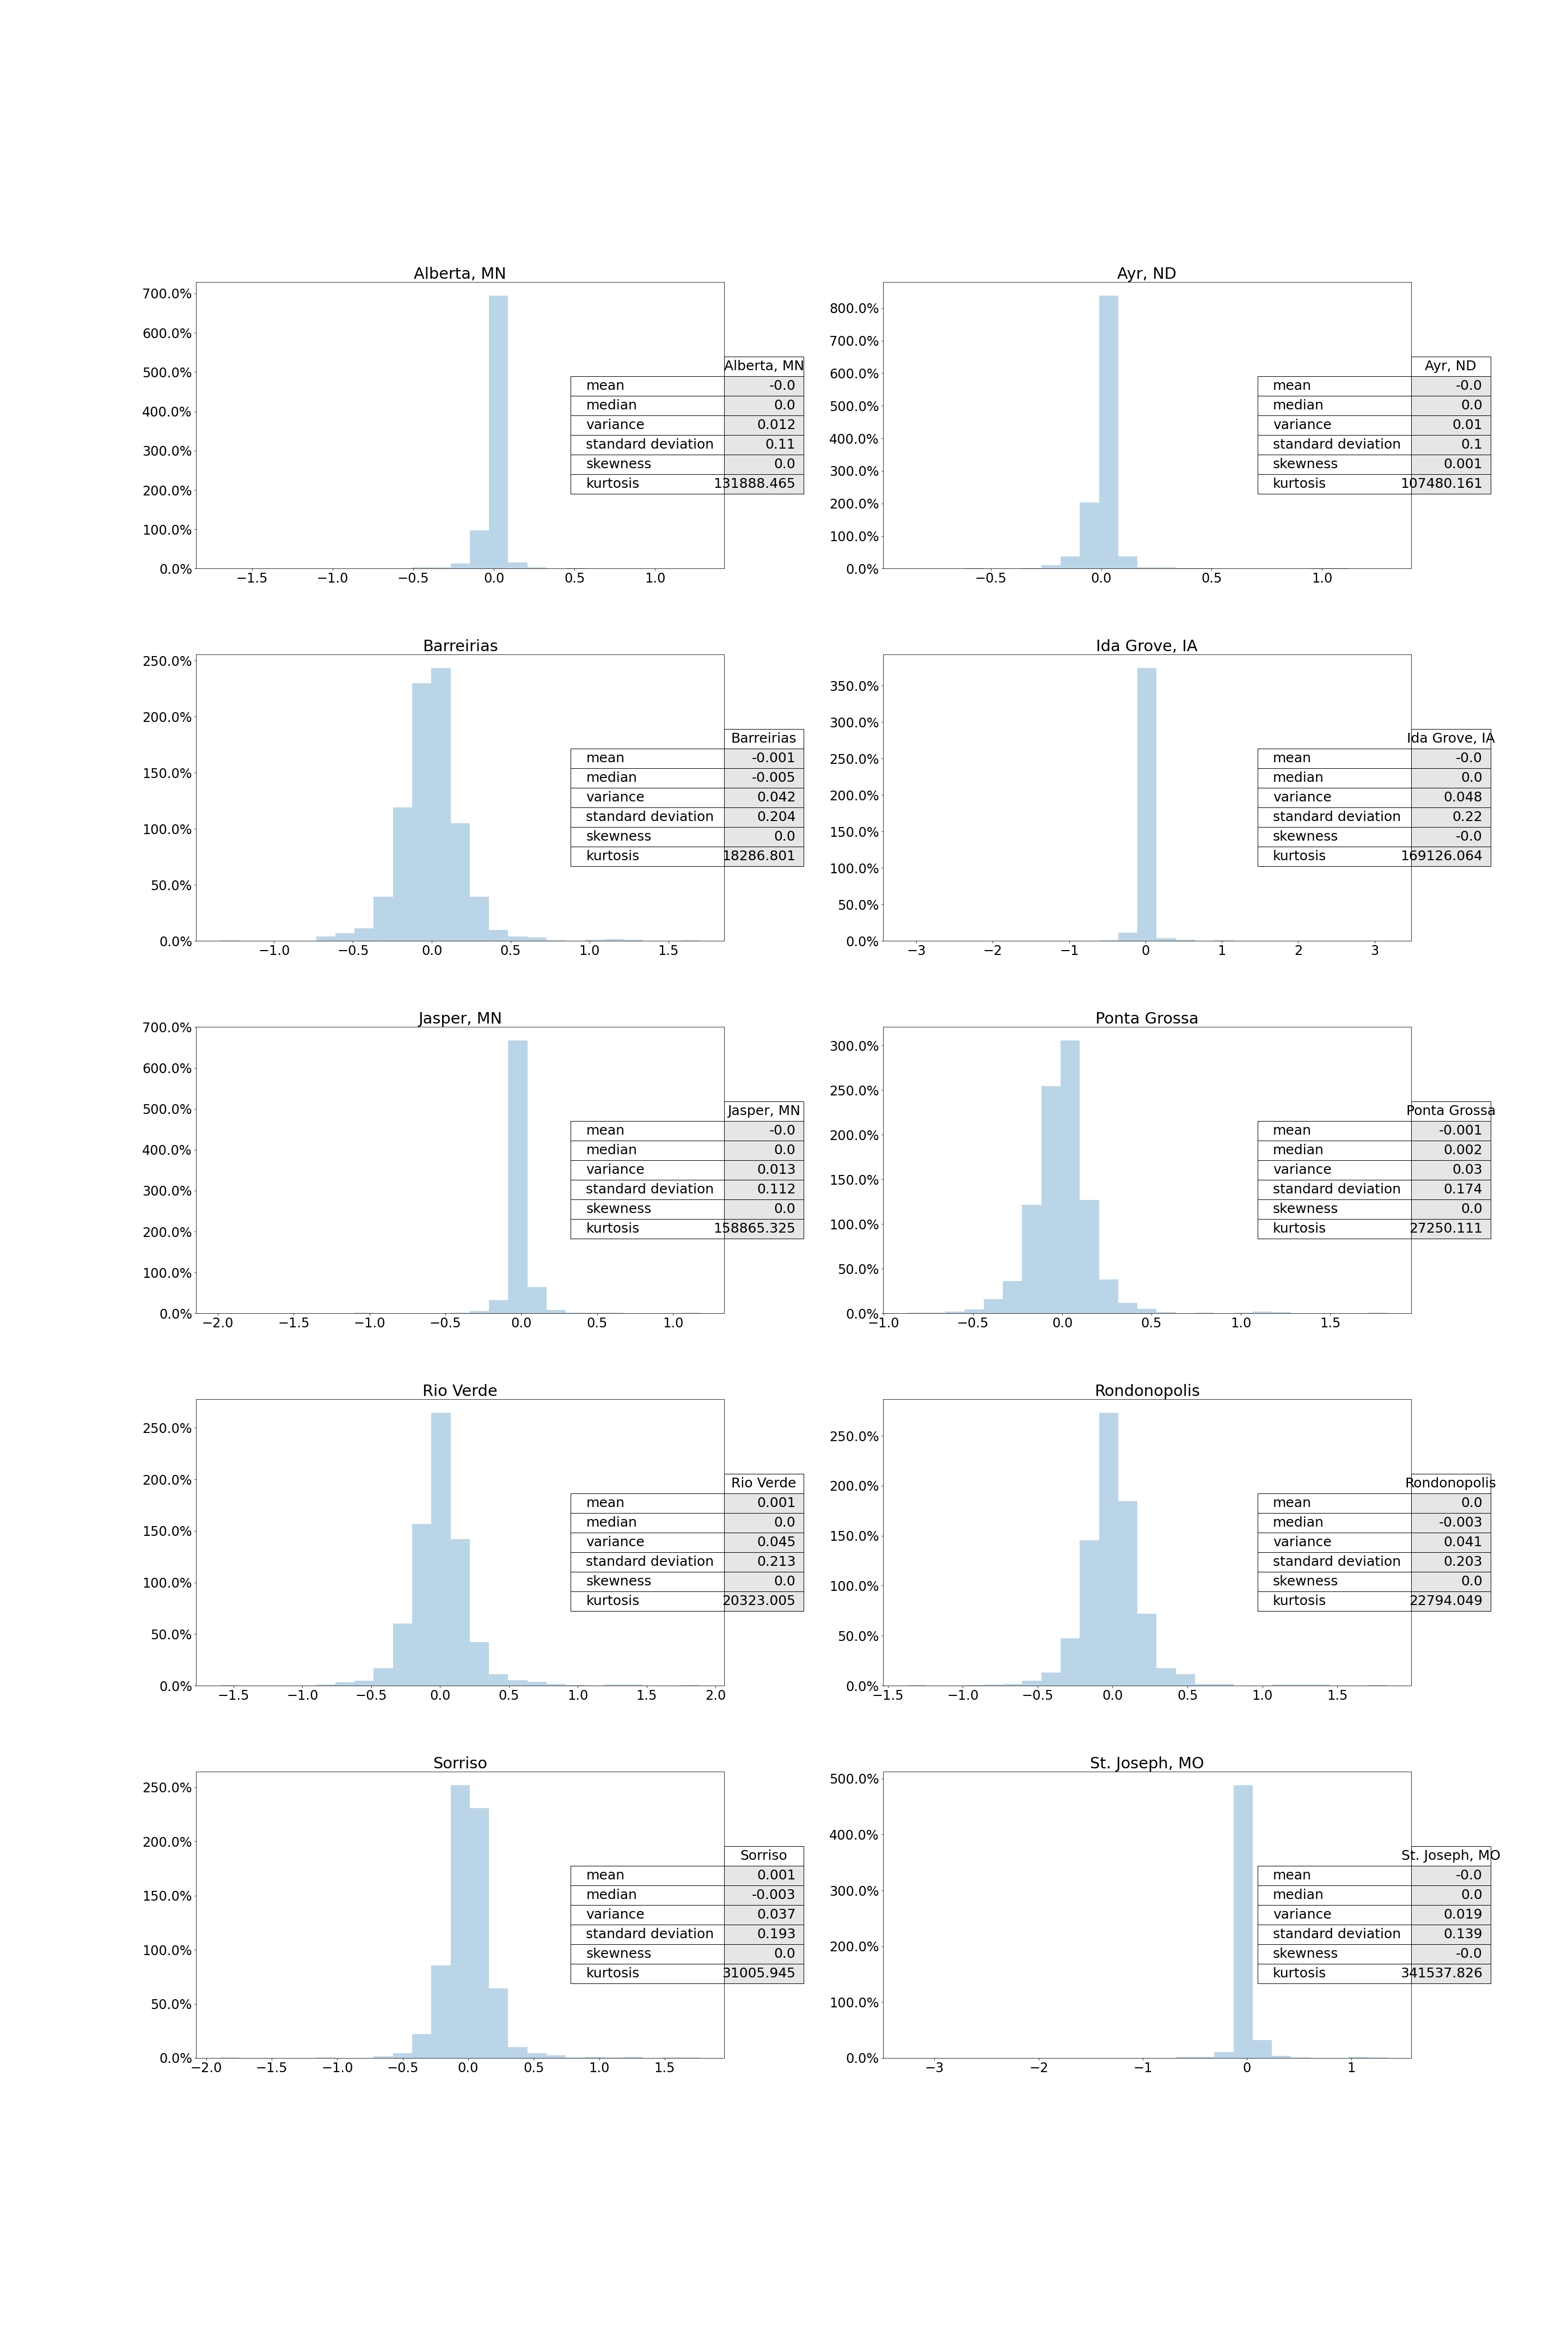 Alberta, MN
700.0%
600.0%
500.0%
400.0%
300.0%
200.0%
100.0%
0.0%
−1.5 −1.0 −0.5 0.0 0.5 1.0
Alberta, MN
mean -0.0
median 0.0
variance 0.012
standard deviation 0.11
skewness 0.0
kurtosis 131888.465
Ayr, ND
800.0%
700.0%
600.0%
500.0%
400.0%
300.0%
200.0%
100.0%
0.0%
−0.5 0.0 0.5 1.0
Ayr, ND
mean -0.0
median 0.0
variance 0.01
standard deviation 0.1
skewness 0.001
kurtosis 107480.161
Barreirias
250.0%
200.0%
150.0%
100.0%
50.0%
0.0%
−1.0 −0.5 0.0 0.5 1.0 1.5
Barreirias
mean -0.001
median -0.005
variance 0.042
standard deviation 0.204
skewness 0.0
kurtosis 18286.801
Ida Grove, IA
350.0%
300.0%
250.0%
200.0%
150.0%
100.0%
50.0%
0.0%
−3 −2 −1 0 1 2 3
Ida Grove, IA
mean -0.0
median 0.0
variance 0.048
standard deviation 0.22
skewness -0.0
kurtosis 169126.064
Jasper, MN
700.0%
600.0%
500.0%
400.0%
300.0%
200.0%
100.0%
0.0%
−2.0 −1.5 −1.0 −0.5 0.0 0.5 1.0
Jasper, MN
mean -0.0
median 0.0
variance 0.013
standard deviation 0.112
skewness 0.0
kurtosis 158865.325
Ponta Grossa
300.0%
250.0%
200.0%
150.0%
100.0%
50.0%
0.0%
−1.0 −0.5 0.0 0.5 1.0 1.5
Ponta Grossa
mean -0.001
median 0.002
variance 0.03
standard deviation 0.174
skewness 0.0
kurtosis 27250.111
Rio Verde
250.0%
200.0%
150.0%
100.0%
50.0%
0.0%
−1.5 −1.0 −0.5 0.0 0.5 1.0 1.5 2.0
Rio Verde
mean 0.001
median 0.0
variance 0.045
standard deviation 0.213
skewness 0.0
kurtosis 20323.005
Rondonopolis
250.0%
200.0%
150.0%
100.0%
50.0%
0.0%
−1.5 −1.0 −0.5 0.0 0.5 1.0 1.5
Rondonopolis
mean 0.0
median -0.003
variance 0.041
standard deviation 0.203
skewness 0.0
kurtosis 22794.049
Sorriso
250.0%
200.0%
150.0%
100.0%
50.0%
0.0%
−2.0 −1.5 −1.0 −0.5 0.0 0.5 1.0 1.5
Sorriso
mean 0.001
median -0.003
variance 0.037
standard deviation 0.193
skewness 0.0
kurtosis 31005.945
St. Joseph, MO
500.0%
400.0%
300.0%
200.0%
100.0%
0.0%
−3 −2 −1 0 1
St. Joseph, MO
mean -0.0
median 0.0
variance 0.019
standard deviation 0.139
skewness -0.0
kurtosis 341537.826